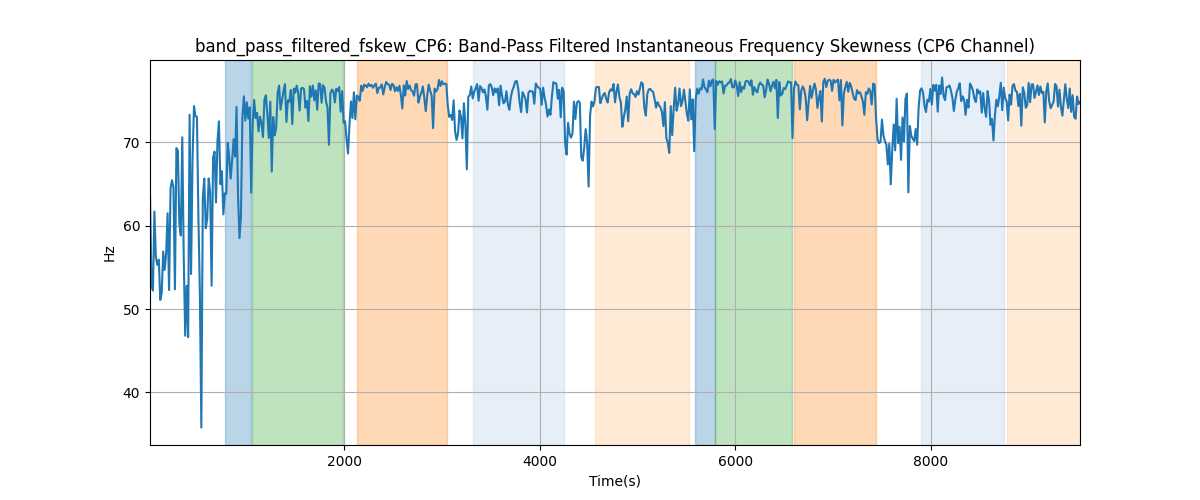 band_pass_filtered_fskew_CP6: Band-Pass Filtered Instantaneous Frequency Skewness (CP6 Channel)
70
60
50
40
Hz
2000 4000 6000 8000
Time(s)